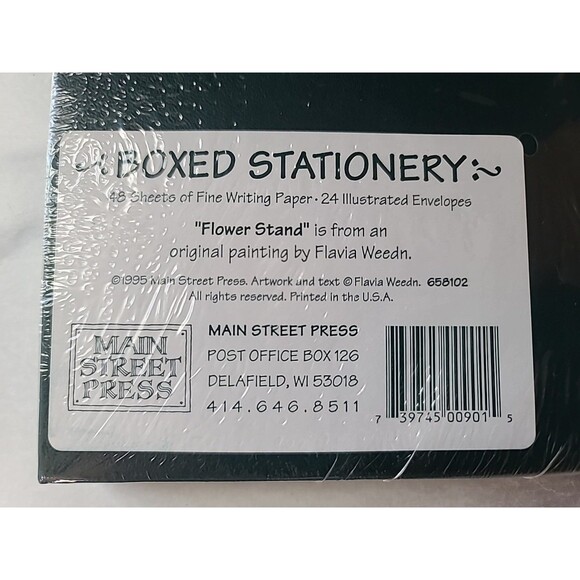 BOXED STATIONERY
48 Sheets of Fine Writing Paper • 24 Illustrated Envelopes
"Flower Stand" is from an
original painting by Flavia Weedn.
©1995 Main Street Press. Artwork and text © Flavia Weedn. 658102
All rights reserved. Printed in the U.S.A.
MAIN
STREET
PRESS
MAIN STREET PRESS
POST OFFICE BOX 126
DELAFIELD, WI 53018
414.646.8511
7 39745 00901 5